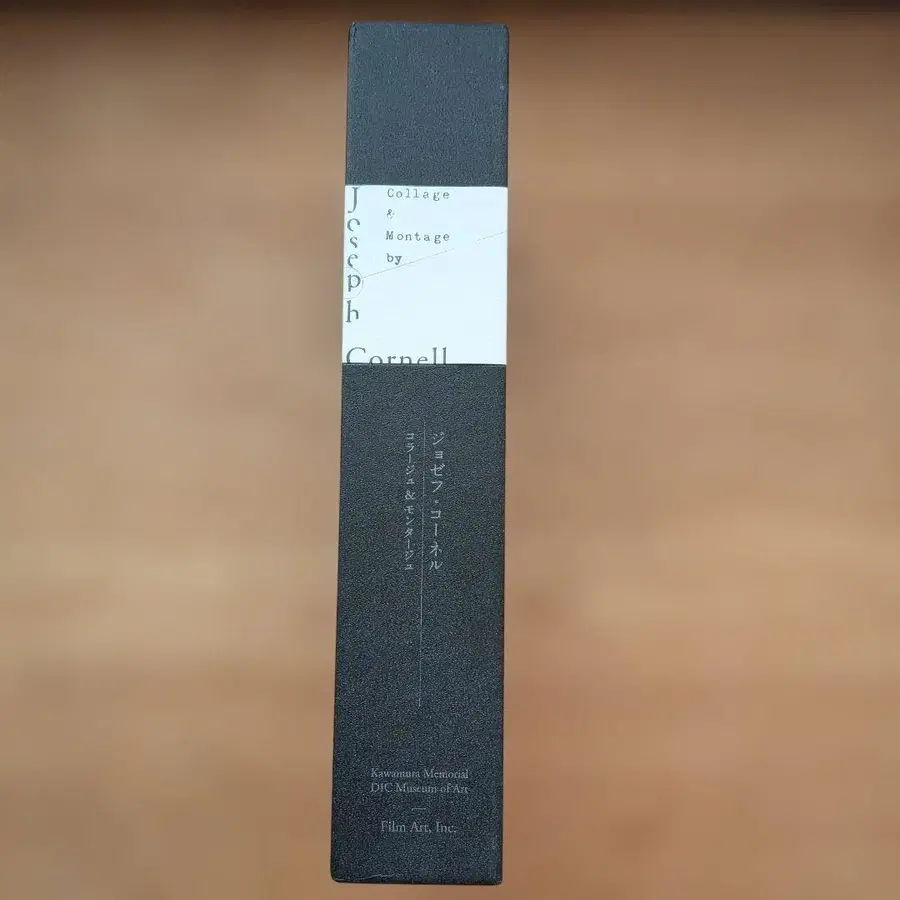 Collage
&
Montage
by
Joseph
Cornell
ジョゼフ・コーネル
コラージュ & モンタージュ
Kawamura Memorial
DIC Museum of Art
Film Art, Inc.